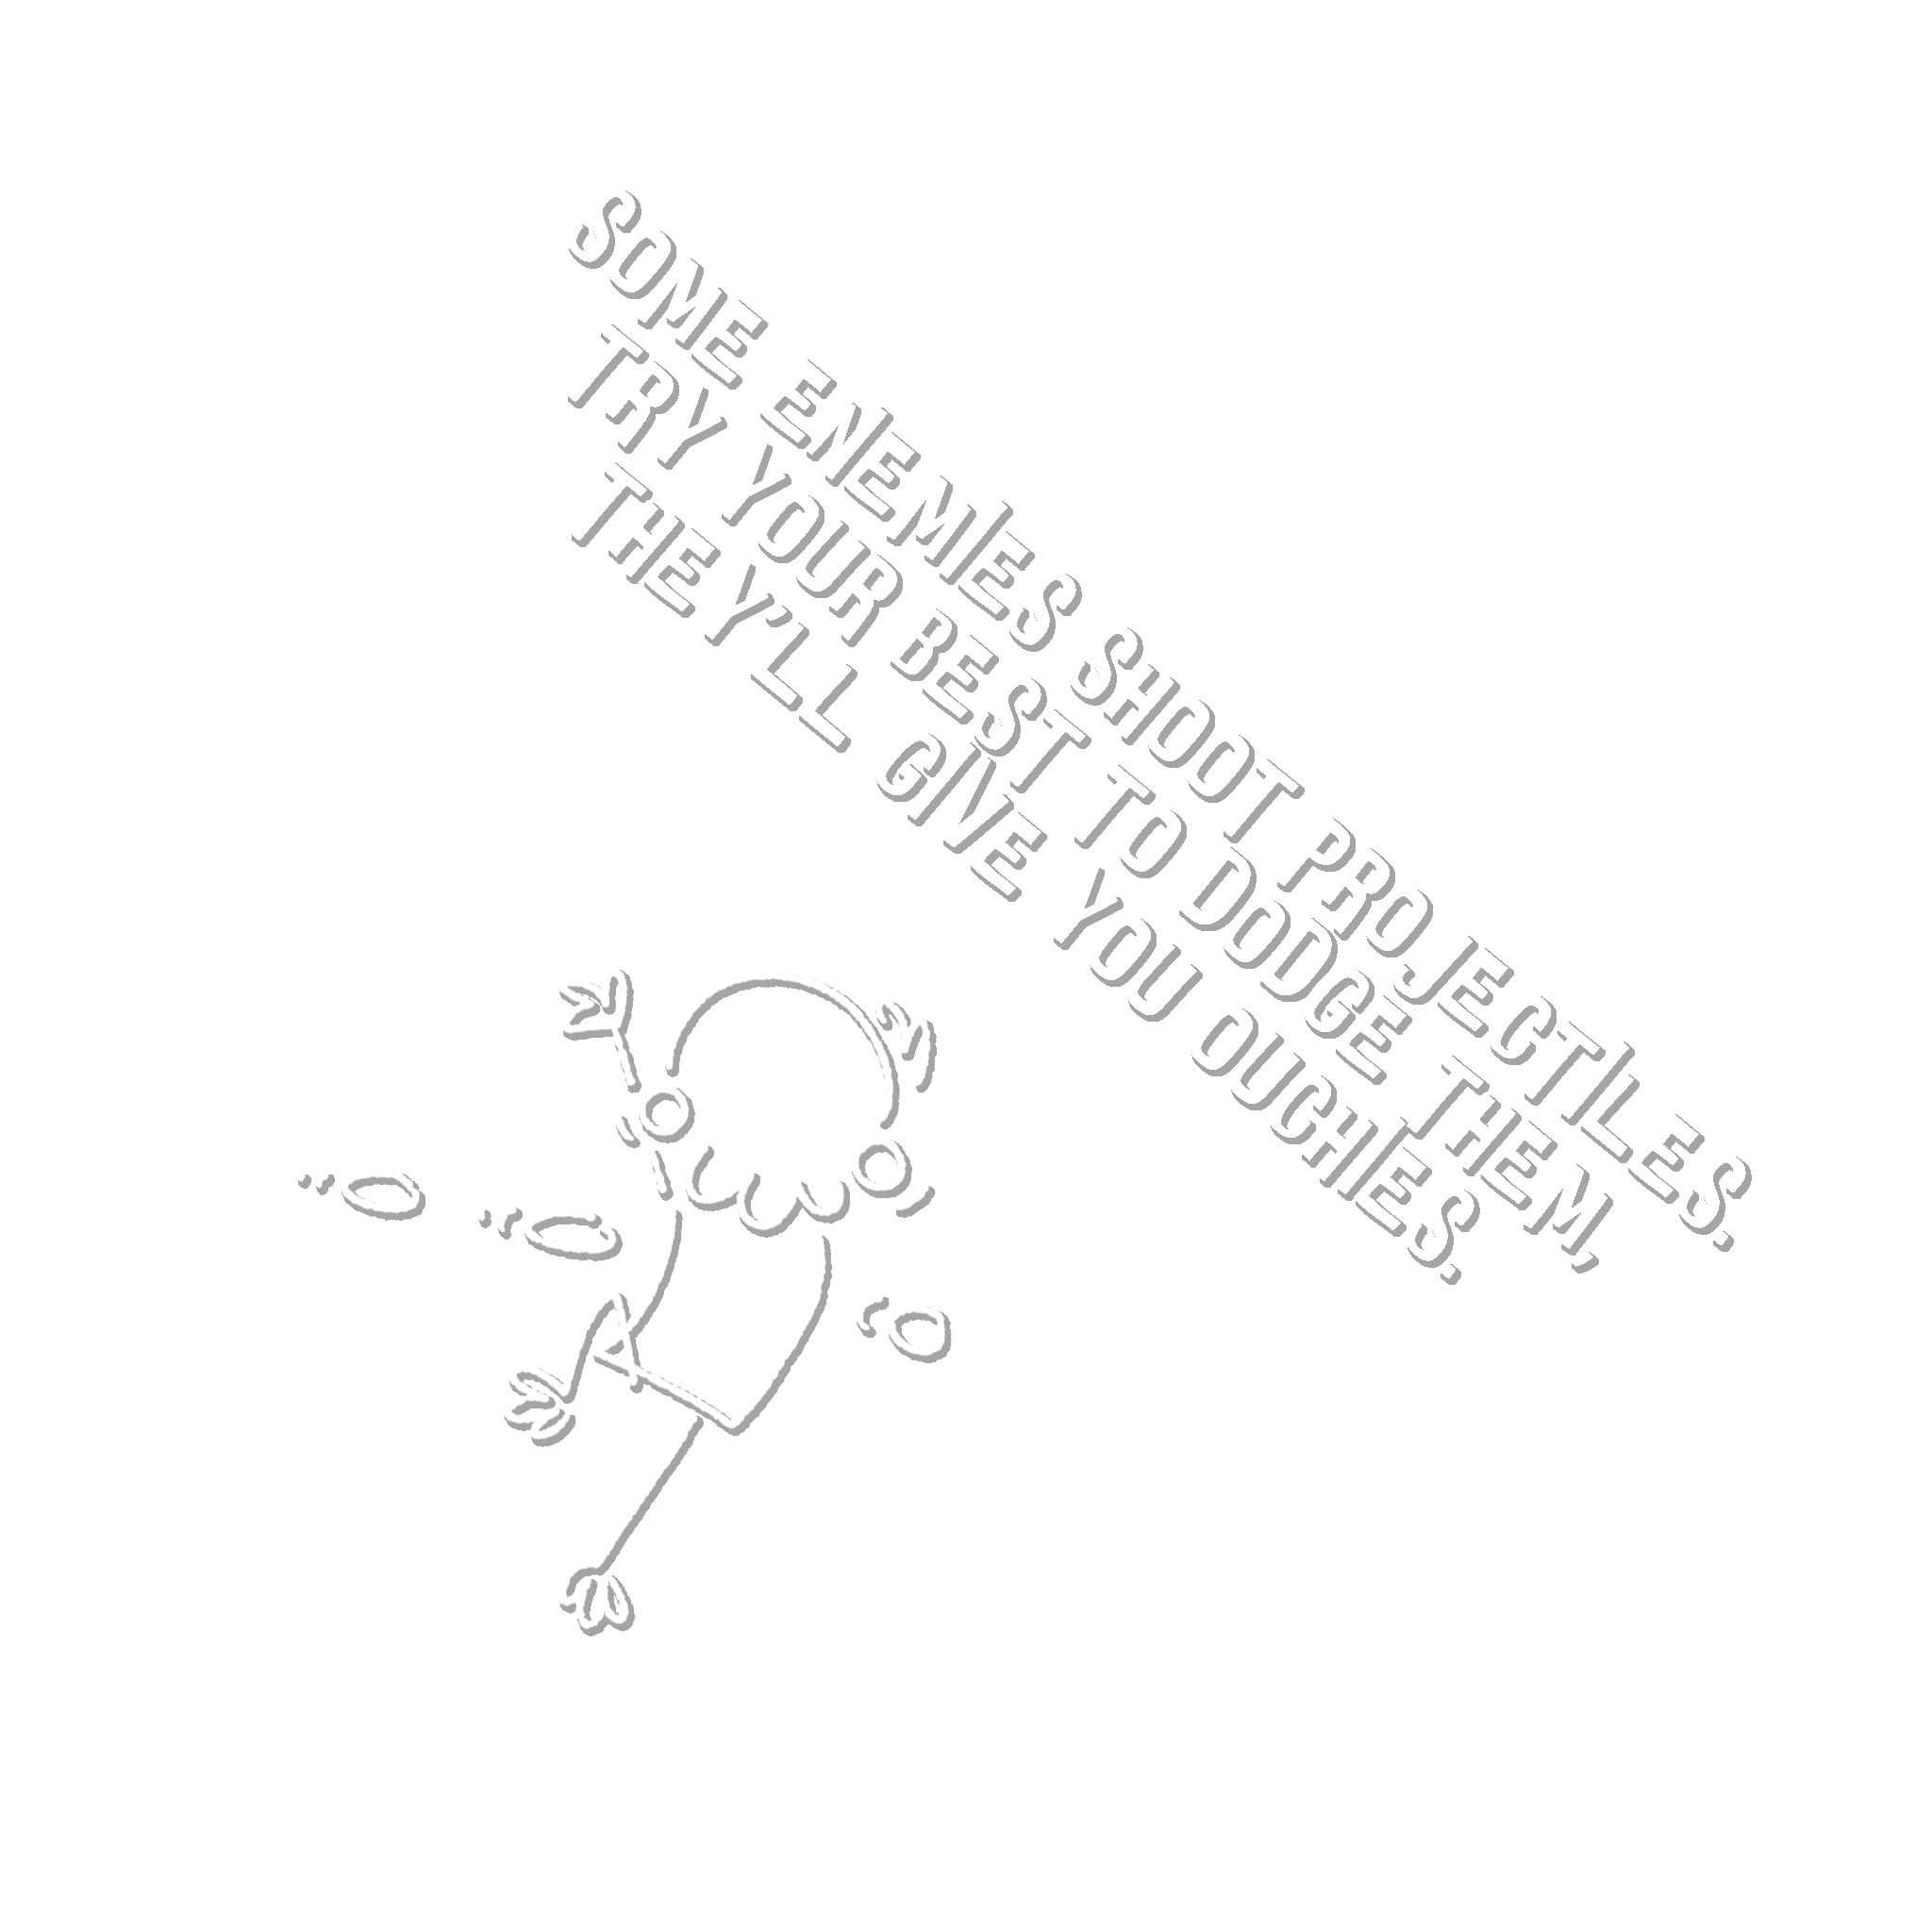 SOME ENEMIES SHOOT PROJECTILES.
TRY YOUR BEST TO DODGE THEM,
THEY'LL GIVE YOU OUCHIES.